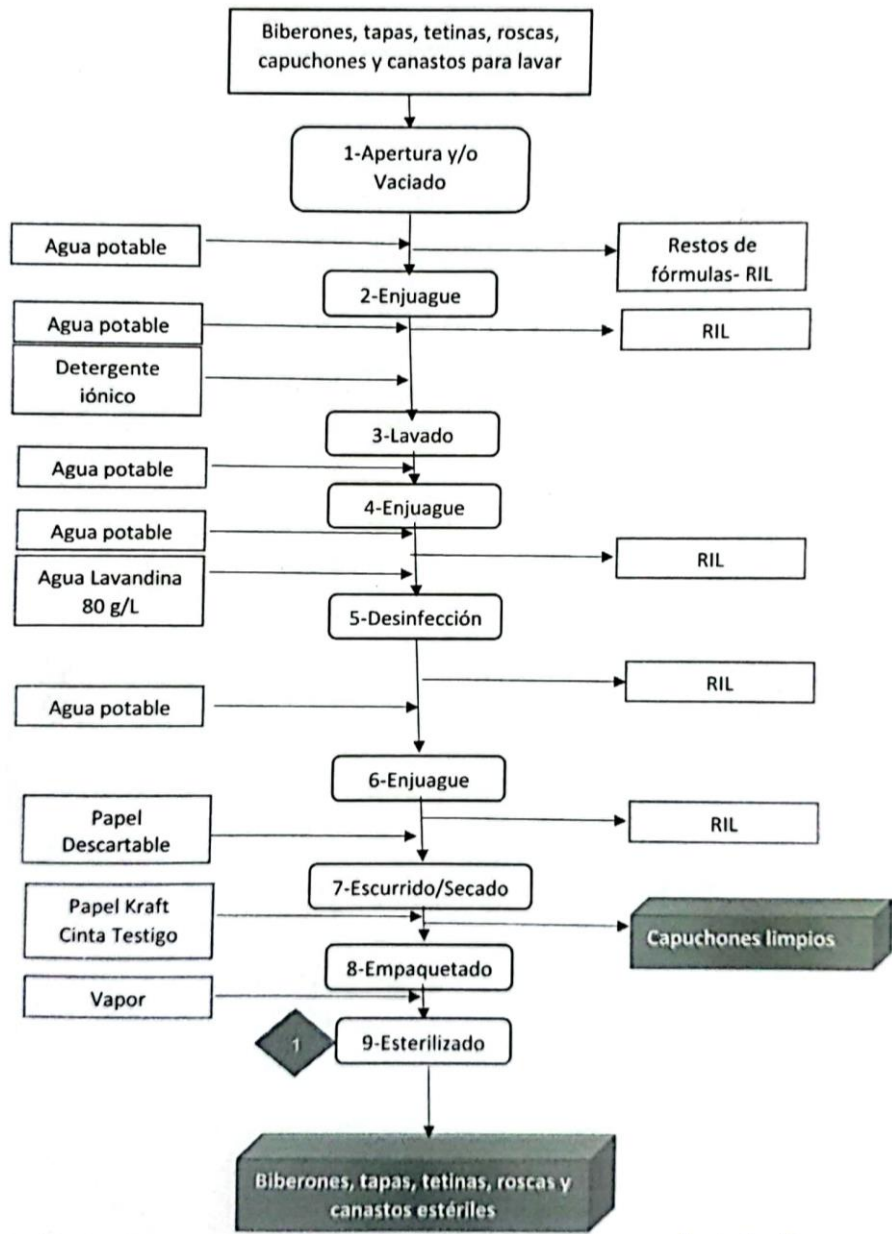 Biberones, tapas, tetinas, roscas,
capuchones y canastos para lavar
1-Apertura y/o
Vaciado
Agua potable
Restos de
fórmulas- RIL
2-Enjuague
Agua potable
RIL
Detergente
iónico
3-Lavado
Agua potable
4-Enjuague
Agua potable
RIL
Agua Lavandina
80 g/L
5-Desinfección
RIL
Agua potable
6-Enjuague
Papel
Descartable
RIL
7-Escurrido/Secado
Papel Kraft
Cinta Testigo
Capuchones limpios
8-Empaquetado
Vapor
1
9-Esterilizado
Biberones, tapas, tetinas, roscas y
canastos estériles